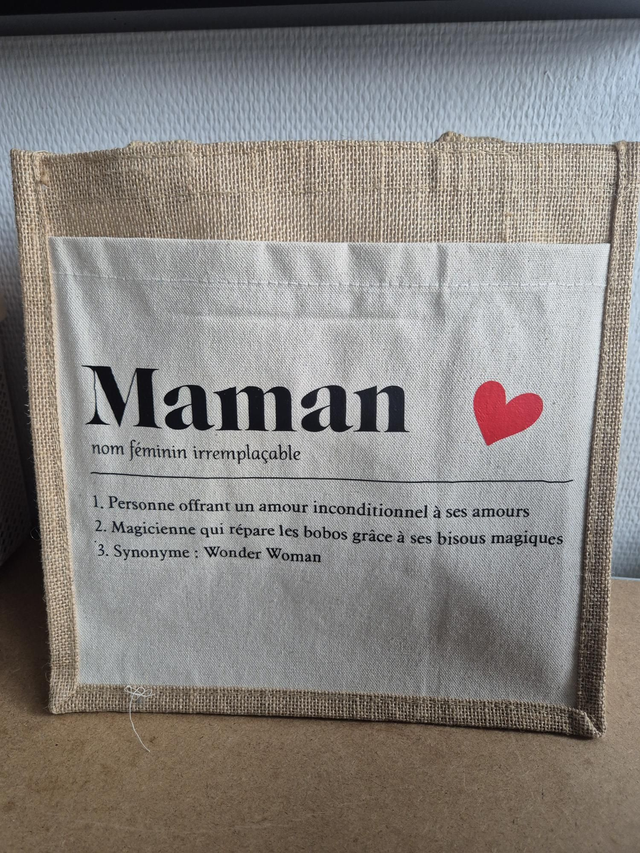 Maman
nom féminin irremplaçable
1. Personne offrant un amour inconditionnel à ses amours
2. Magicienne qui répare les bobos grâce à ses bisous magiques
3. Synonyme : Wonder Woman